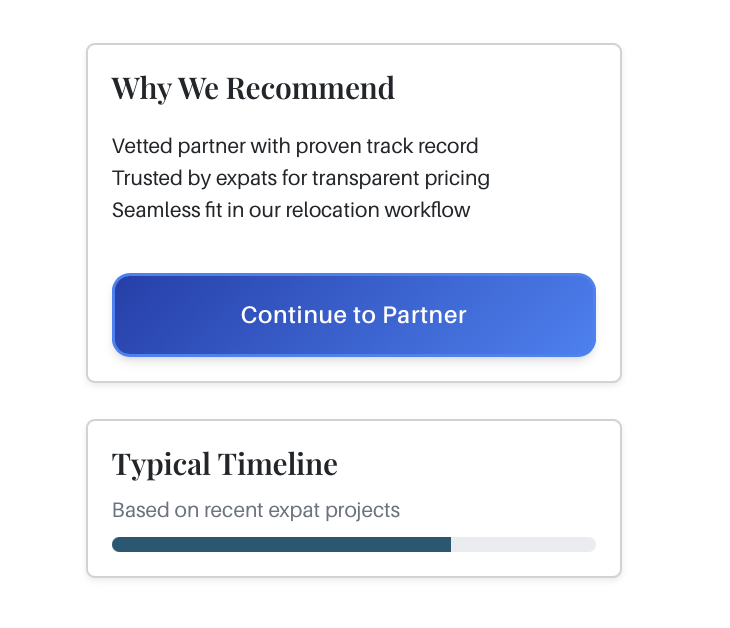 Why We Recommend
Vetted partner with proven track record
Trusted by expats for transparent pricing
Seamless fit in our relocation workflow
Continue to Partner
Typical Timeline
Based on recent expat projects